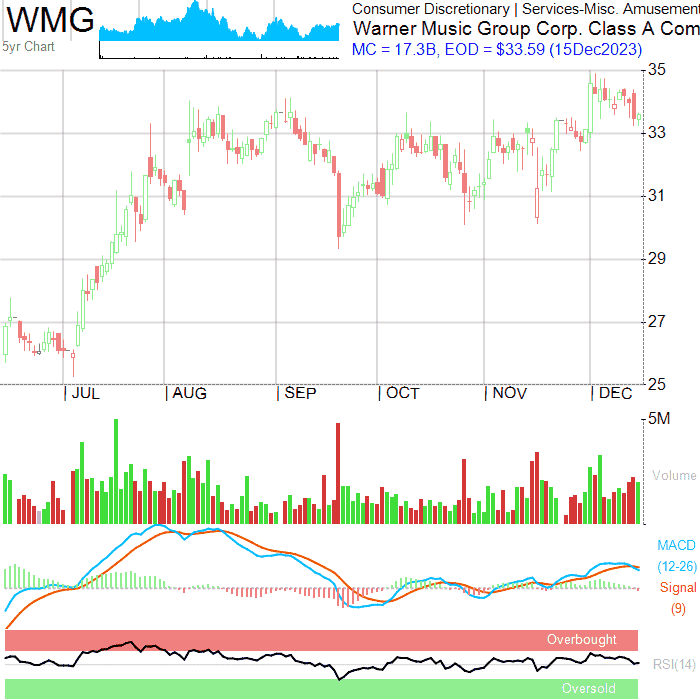 WMG
5yr Chart
Consumer Discretionary | Services-Misc. Amusement
Warner Music Group Corp. Class A Com
MC = 17.3B, EOD = $33.59 (15Dec2023)
35
33
31
29
27
25
JUL
AUG
SEP
OCT
NOV
DEC
5M
Volume
MACD
(12-26)
Signal
(9)
Overbought
RSI(14)
Oversold